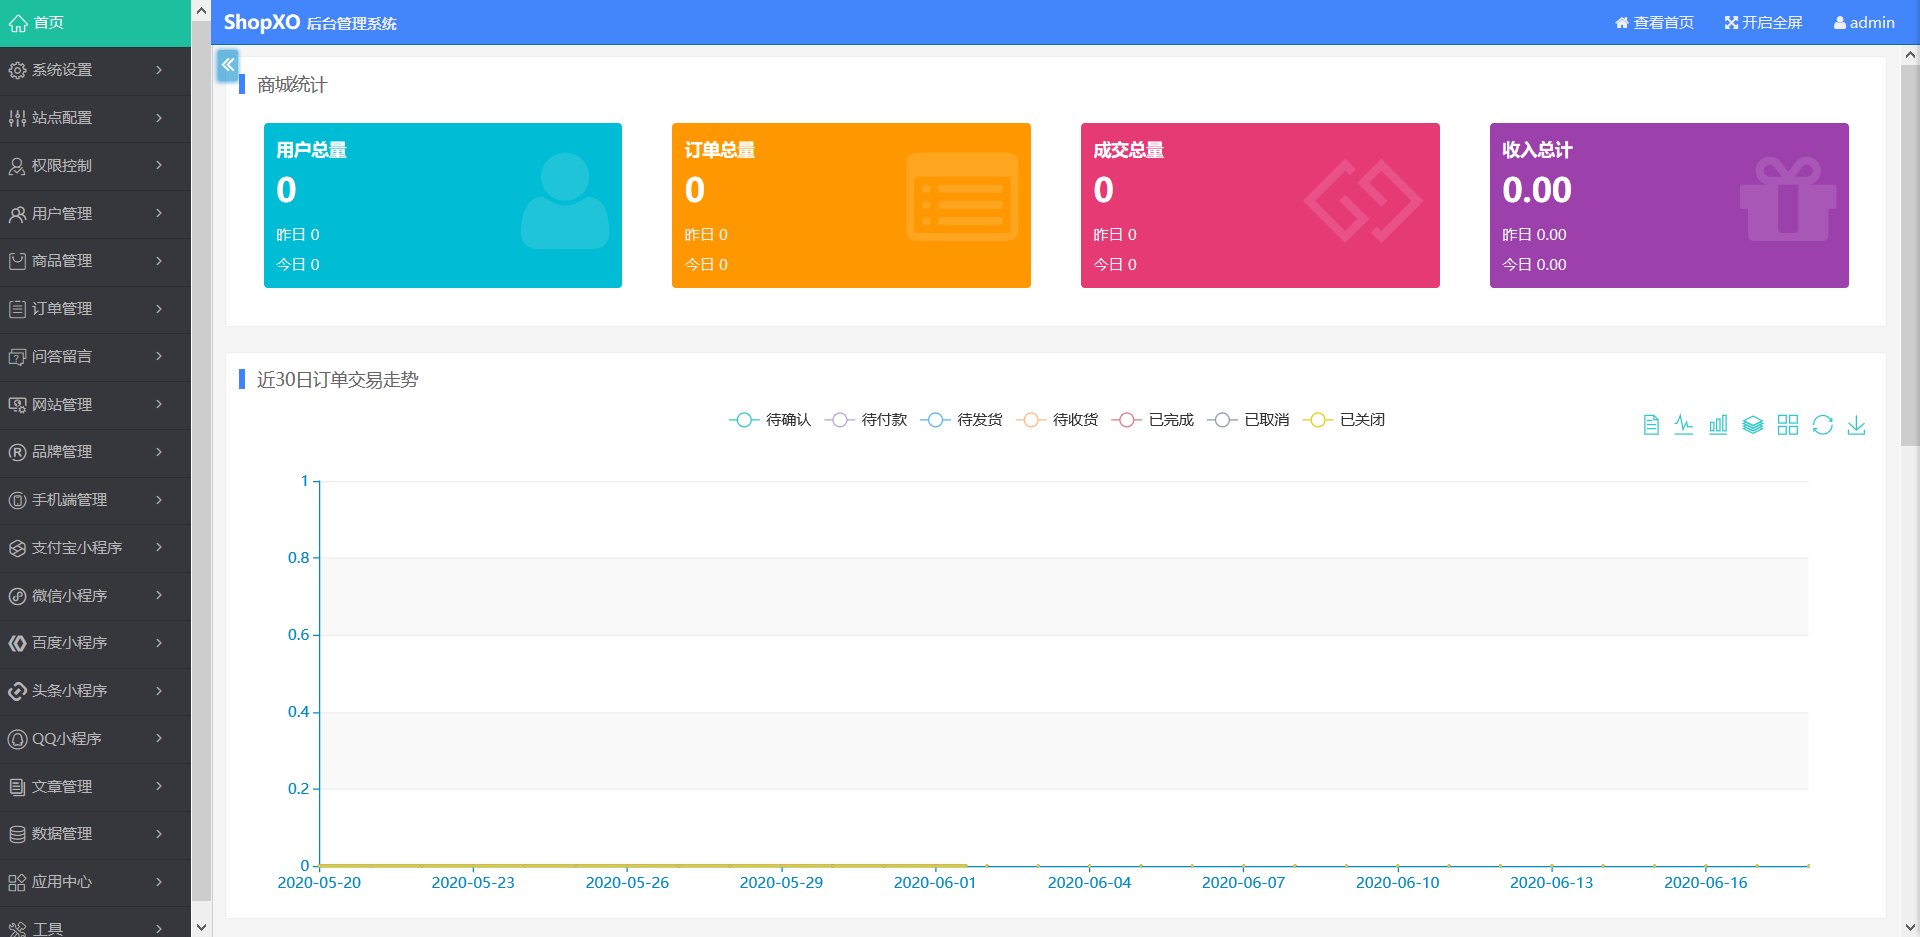 首页
系统设置
站点配置
权限控制
用户管理
商品管理
订单管理
问答留言
网站管理
品牌管理
手机端管理
支付宝小程序
微信小程序
百度小程序
头条小程序
QQ小程序
文章管理
数据管理
应用中心
工具
ShopXO 后台管理系统
查看首页 开启全屏 admin
商城统计
用户总量
0
昨日 0
今日 0
订单总量
0
昨日 0
今日 0
成交总量
0
昨日 0
今日 0
收入总计
0.00
昨日 0.00
今日 0.00
近30日订单交易走势
待确认 待付款 待发货 待收货 已完成 已取消 已关闭
1
0.8
0.6
0.4
0.2
0
2020-05-20 2020-05-23 2020-05-26 2020-05-29 2020-06-01 2020-06-04 2020-06-07 2020-06-10 2020-06-13 2020-06-16